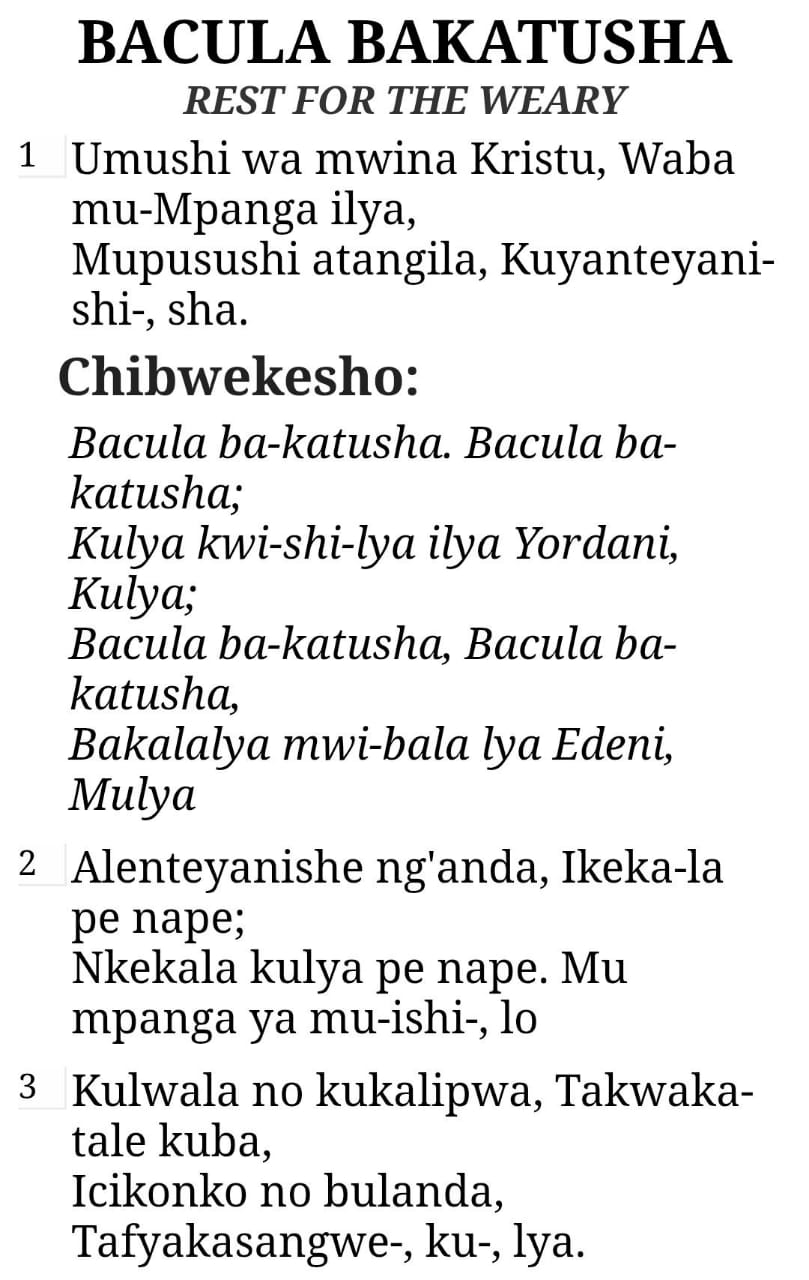 BACULA BAKATUSHA
REST FOR THE WEARY
1 Umushi wa mwina Kristu, Waba
mu-Mpanga ilya,
Mupusushi atangila, Kuyanteyani-
shi-, sha.
Chibwekesho:
Bacula ba-katusha. Bacula ba-
katusha;
Kulya kwi-shi-lya ilya Yordani,
Kulya;
Bacula ba-katusha, Bacula ba-
katusha,
Bakalalya mwi-bala lya Edeni,
Mulya
2 Alenteyanishe ng'anda, Ikeka-la
pe nape;
Nkekala kulya pe nape. Mu
mpanga ya mu-ishi-, lo
3 Kulwala no kukalipwa, Takwaka-
tale kuba,
Icikonko no bulanda,
Tafyakasangwe-, ku-, lya.